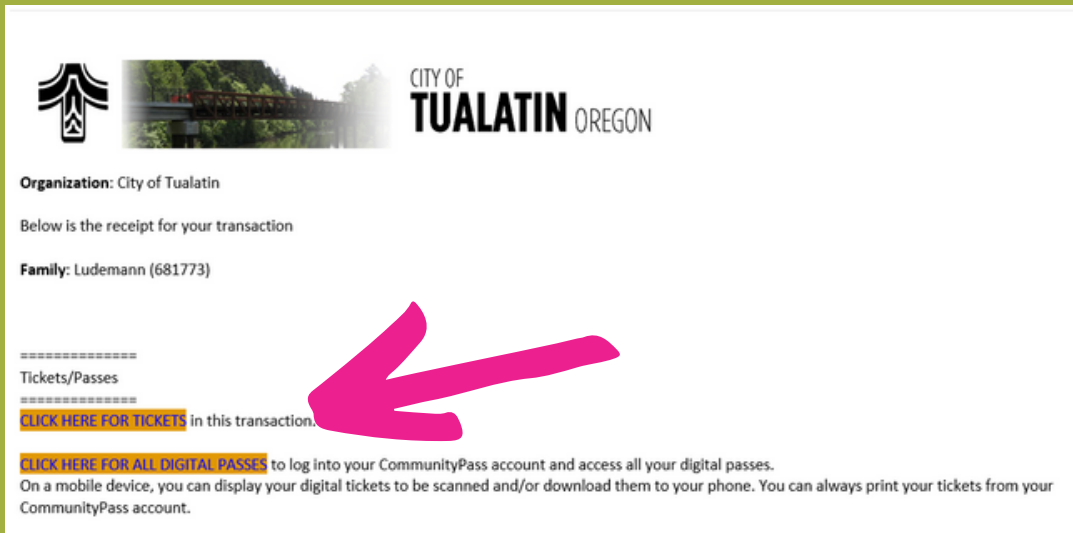 CITY OF
TUALATIN OREGON
Organization: City of Tualatin
Below is the receipt for your transaction
Family: Ludemann (681773)
==============
Tickets/Passes
==============
CLICK HERE FOR TICKETS in this transaction.
CLICK HERE FOR ALL DIGITAL PASSES to log into your CommunityPass account and access all your digital passes.
On a mobile device, you can display your digital tickets to be scanned and/or download them to your phone. You can always print your tickets from your
CommunityPass account.